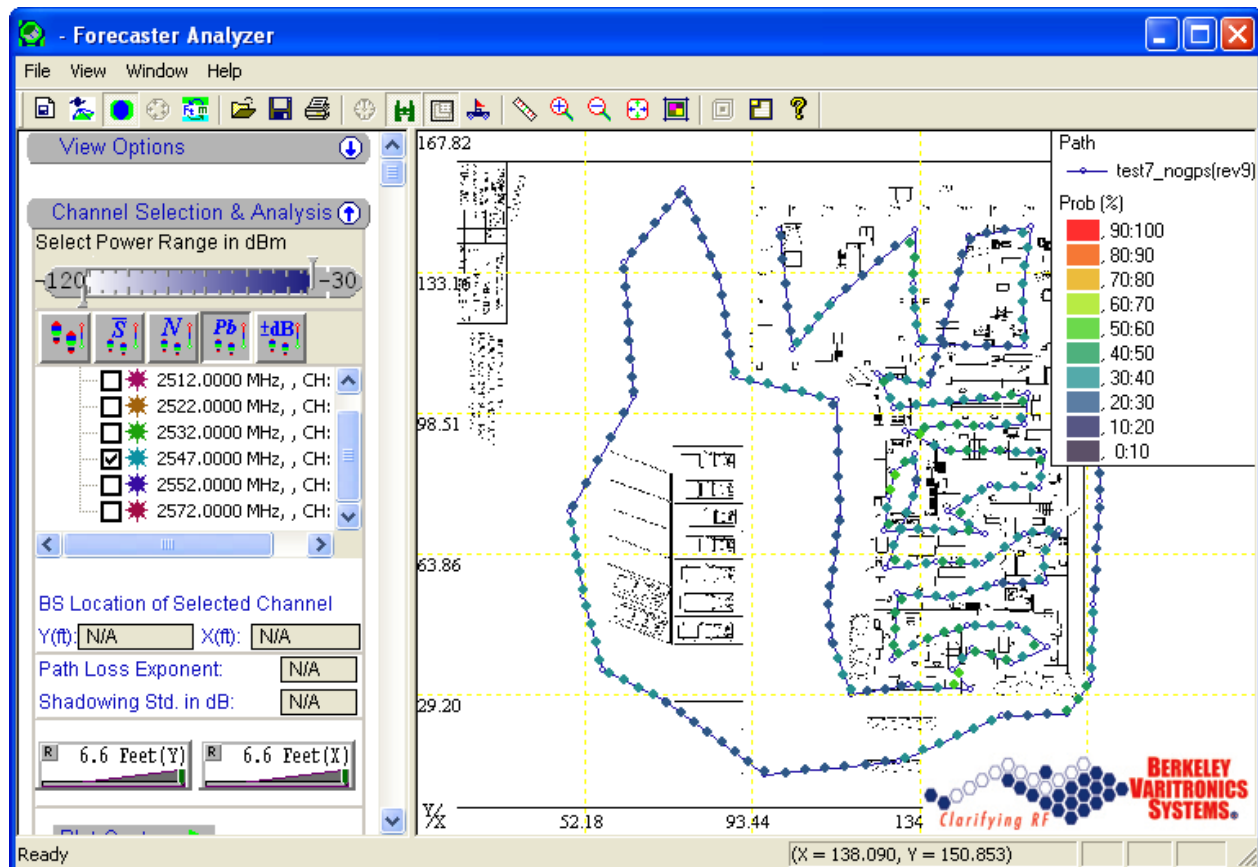 - Forecaster Analyzer
File View Window Help
View Options
Channel Selection & Analysis
Select Power Range in dBm
-120 -30
S N Pb ±dB
2512.0000 MHz, , CH:
2522.0000 MHz, , CH:
2532.0000 MHz, , CH:
2547.0000 MHz, , CH:
2552.0000 MHz, , CH:
2572.0000 MHz, , CH:
BS Location of Selected Channel
Y(ft): N/A X(ft): N/A
Path Loss Exponent: N/A
Shadowing Std. in dB: N/A
R 6.6 Feet(Y) R 6.6 Feet(X)
167.82
133.16
98.51
63.86
29.20
Y/X 52.18 93.44 134
Path
test7_nogps(rev9)
Prob (%)
, 90:100
, 80:90
, 70:80
, 60:70
, 50:60
, 40:50
, 30:40
, 20:30
, 10:20
, 0:10
BERKELEY
VARITRONICS
SYSTEMS®
Clarifying RF
Ready (X = 138.090, Y = 150.853)